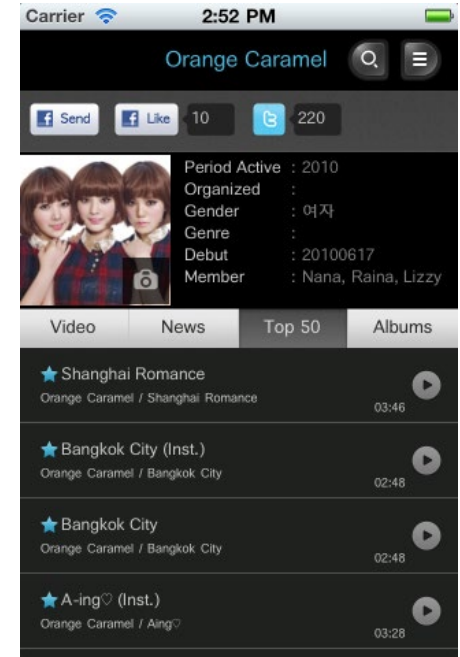 Carrier 2:52 PM
Orange Caramel
Send Like 10 220
Period Active : 2010
Organized :
Gender : 여자
Genre :
Debut : 20100617
Member : Nana, Raina, Lizzy
Video News Top 50 Albums
Shanghai Romance
Orange Caramel / Shanghai Romance
03:46
Bangkok City (Inst.)
Orange Caramel / Bangkok City
02:48
Bangkok City
Orange Caramel / Bangkok City
02:48
A-ing♡ (Inst.)
Orange Caramel / Aing♡
03:28